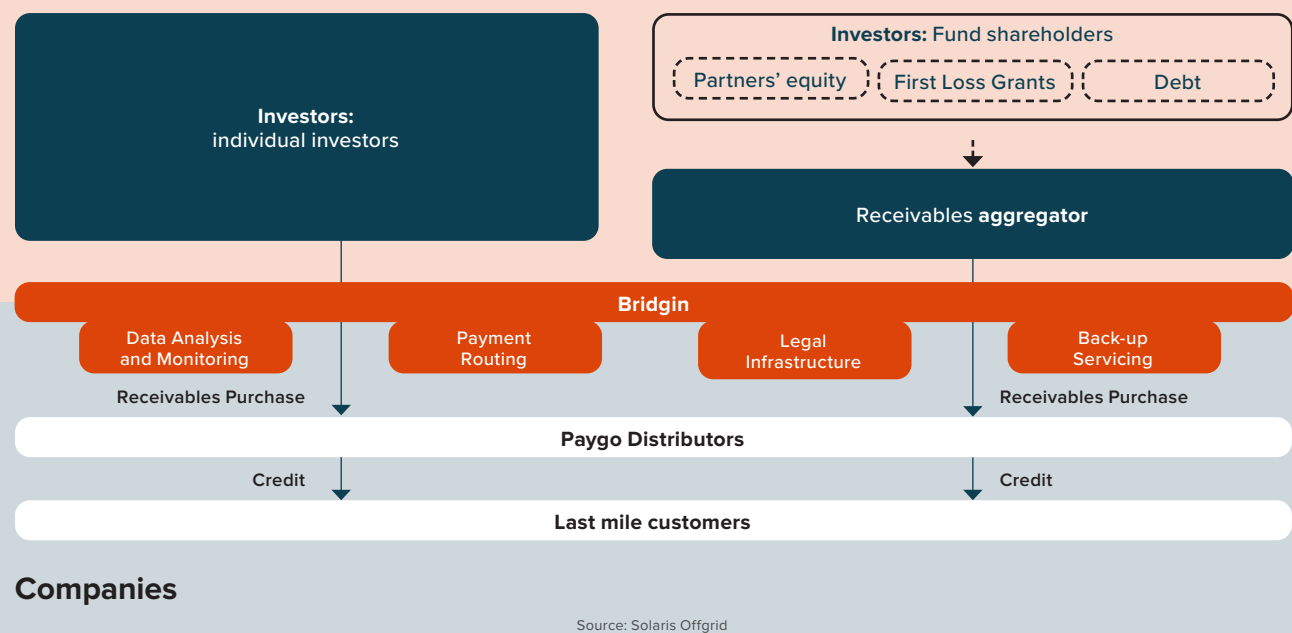 Investors:
individual investors
Investors: Fund shareholders
Partners’ equity
First Loss Grants
Debt
Receivables aggregator
Bridgin
Data Analysis
and Monitoring
Payment
Routing
Legal
Infrastructure
Back-up
Servicing
Receivables Purchase
Receivables Purchase
Paygo Distributors
Credit
Credit
Last mile customers
Companies
Source: Solaris Offgrid